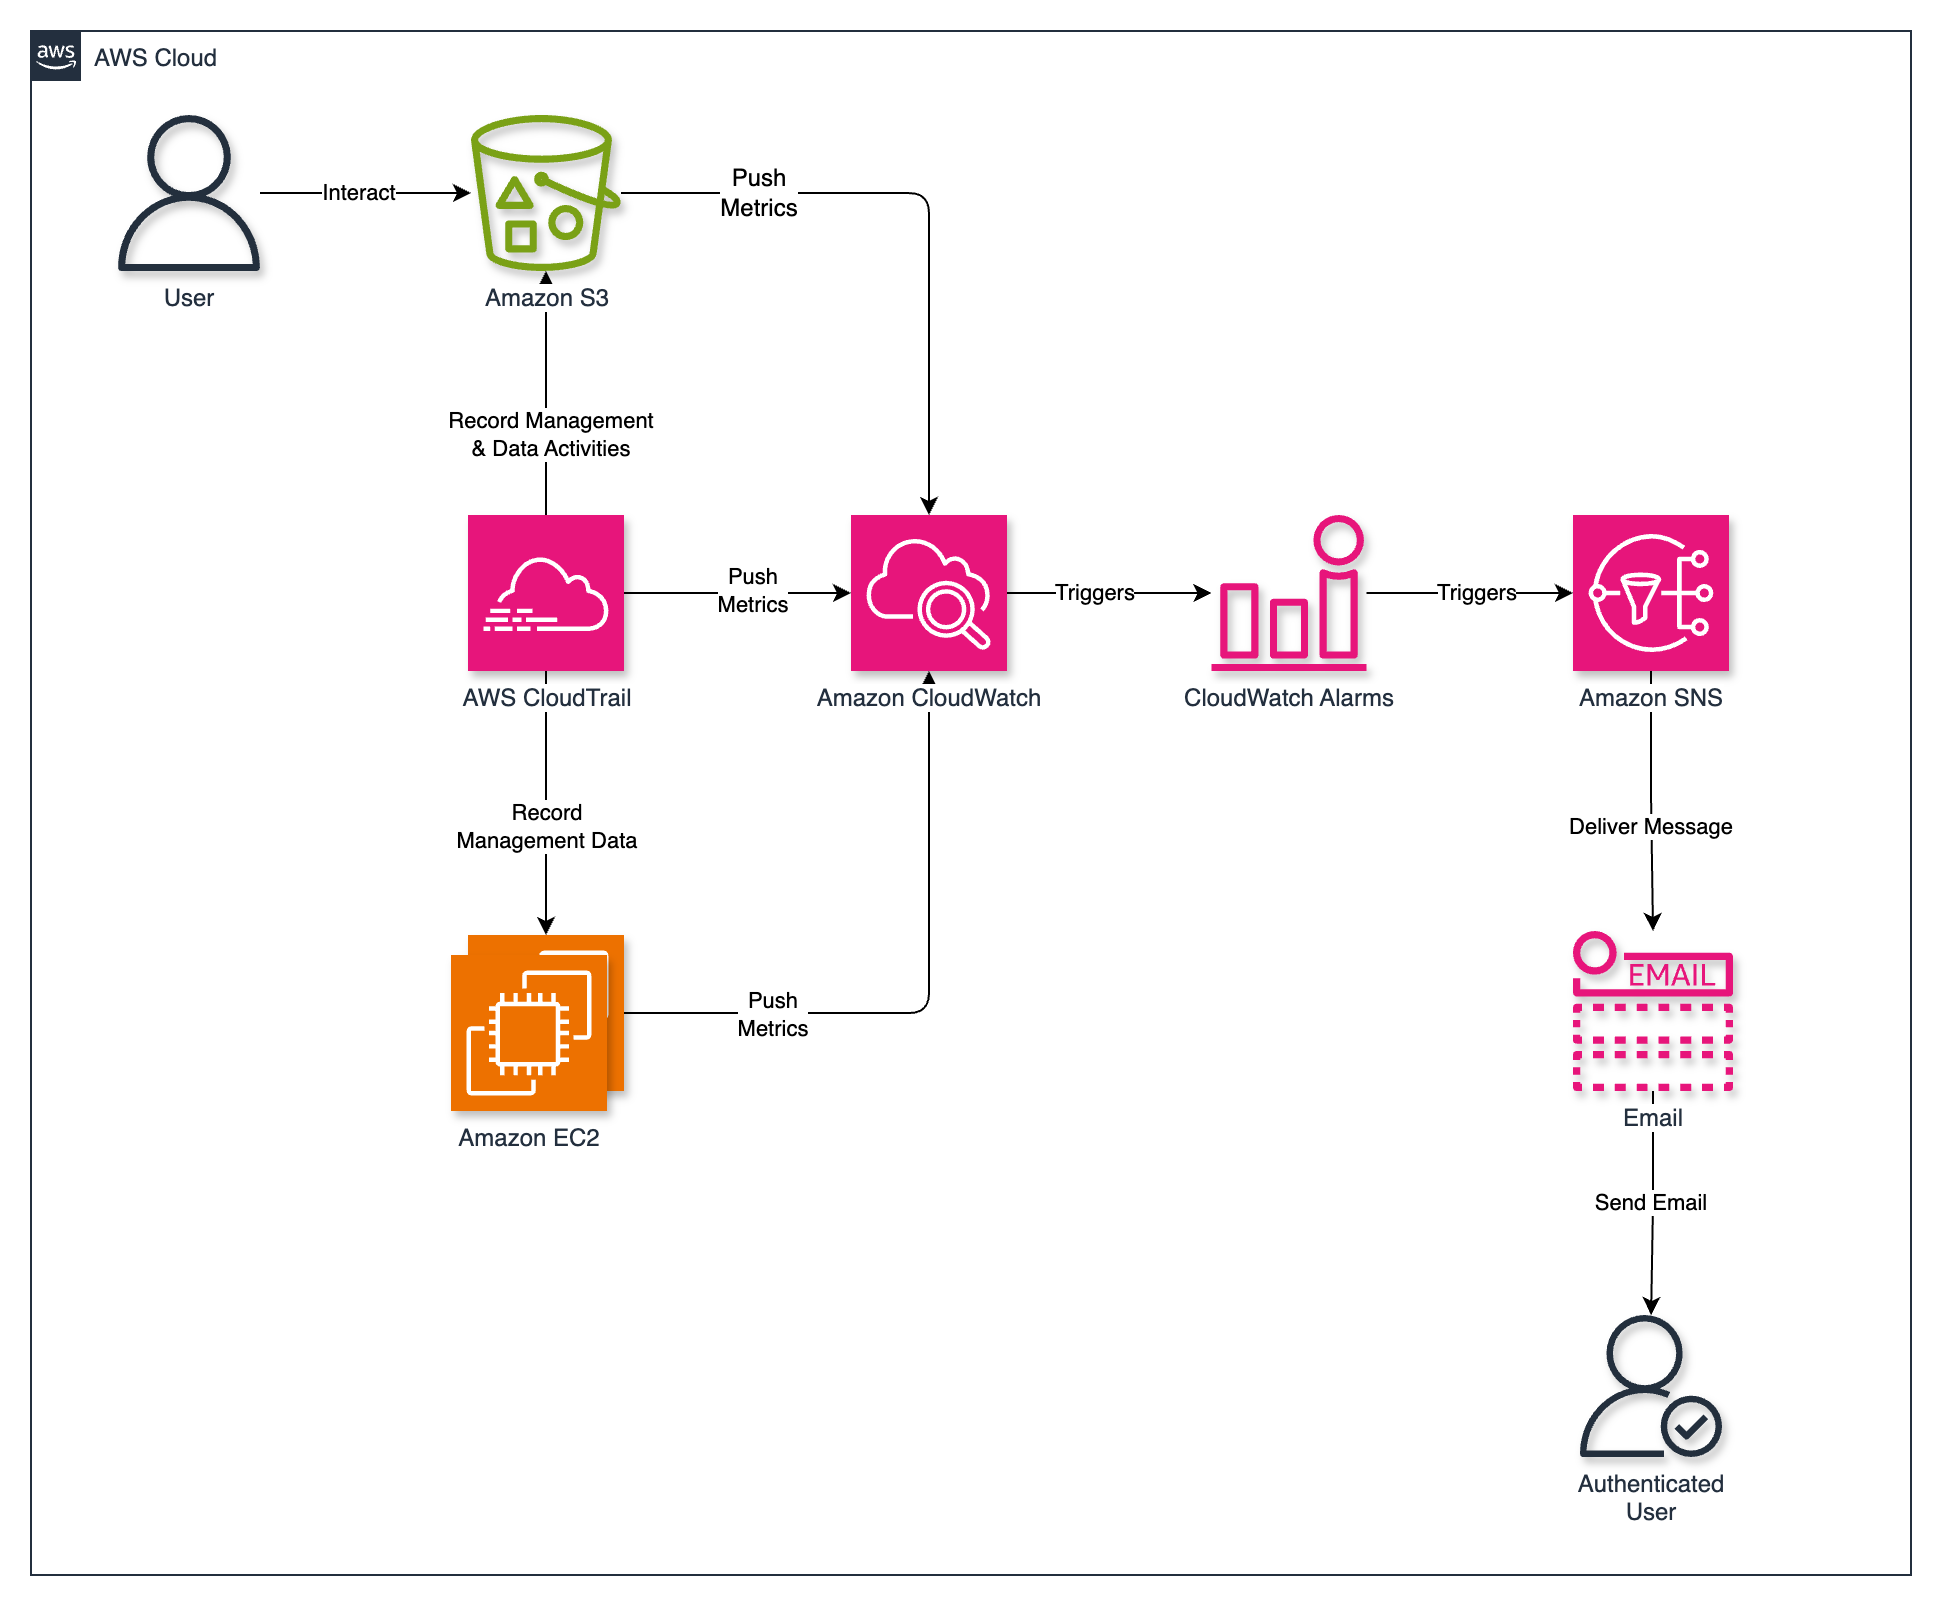 aws
AWS Cloud
User
Interact
Amazon S3
Push
Metrics
Record Management
& Data Activities
AWS CloudTrail
Push
Metrics
Amazon CloudWatch
Triggers
CloudWatch Alarms
Triggers
Amazon SNS
Record
Management Data
Deliver Message
Amazon EC2
Push
Metrics
EMAIL
Email
Send Email
Authenticated
User